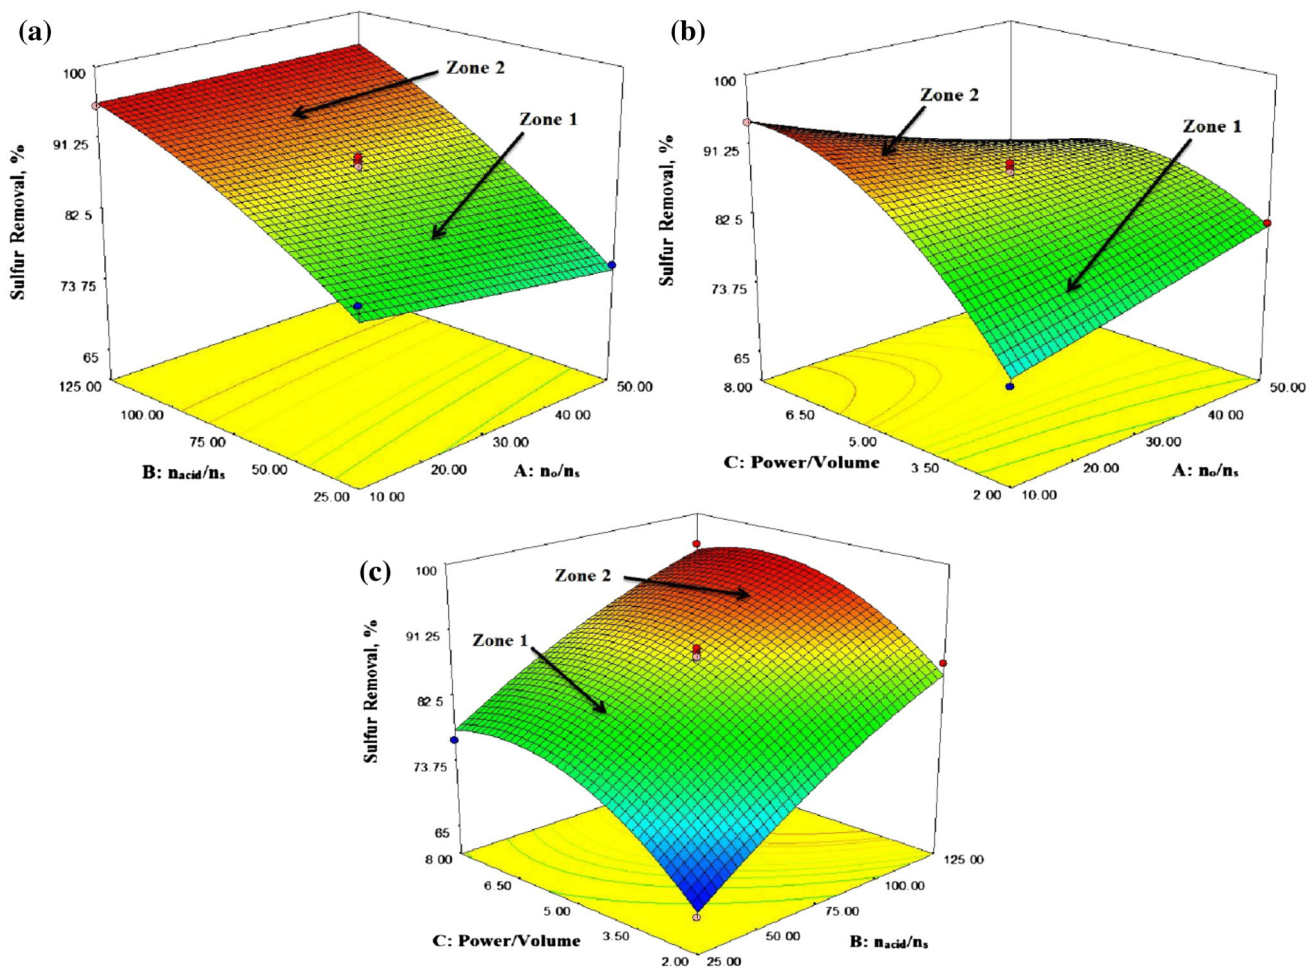 (a)
Zone 2
Zone 1
100
91.25
82.5
73.75
65
Sulfur Removal, %
125.00
100.00
75.00
50.00
25.00
B: nacid/ns
10.00
20.00
30.00
40.00
50.00
A: no/ns
(b)
Zone 2
Zone 1
100
91.25
82.5
73.75
65
Sulfur Removal, %
8.00
6.50
5.00
3.50
2.00
C: Power/Volume
10.00
20.00
30.00
40.00
50.00
A: no/ns
(c)
Zone 2
Zone 1
100
91.25
82.5
73.75
65
Sulfur Removal, %
8.00
6.50
5.00
3.50
2.00
C: Power/Volume
25.00
50.00
75.00
100.00
125.00
B: nacid/ns